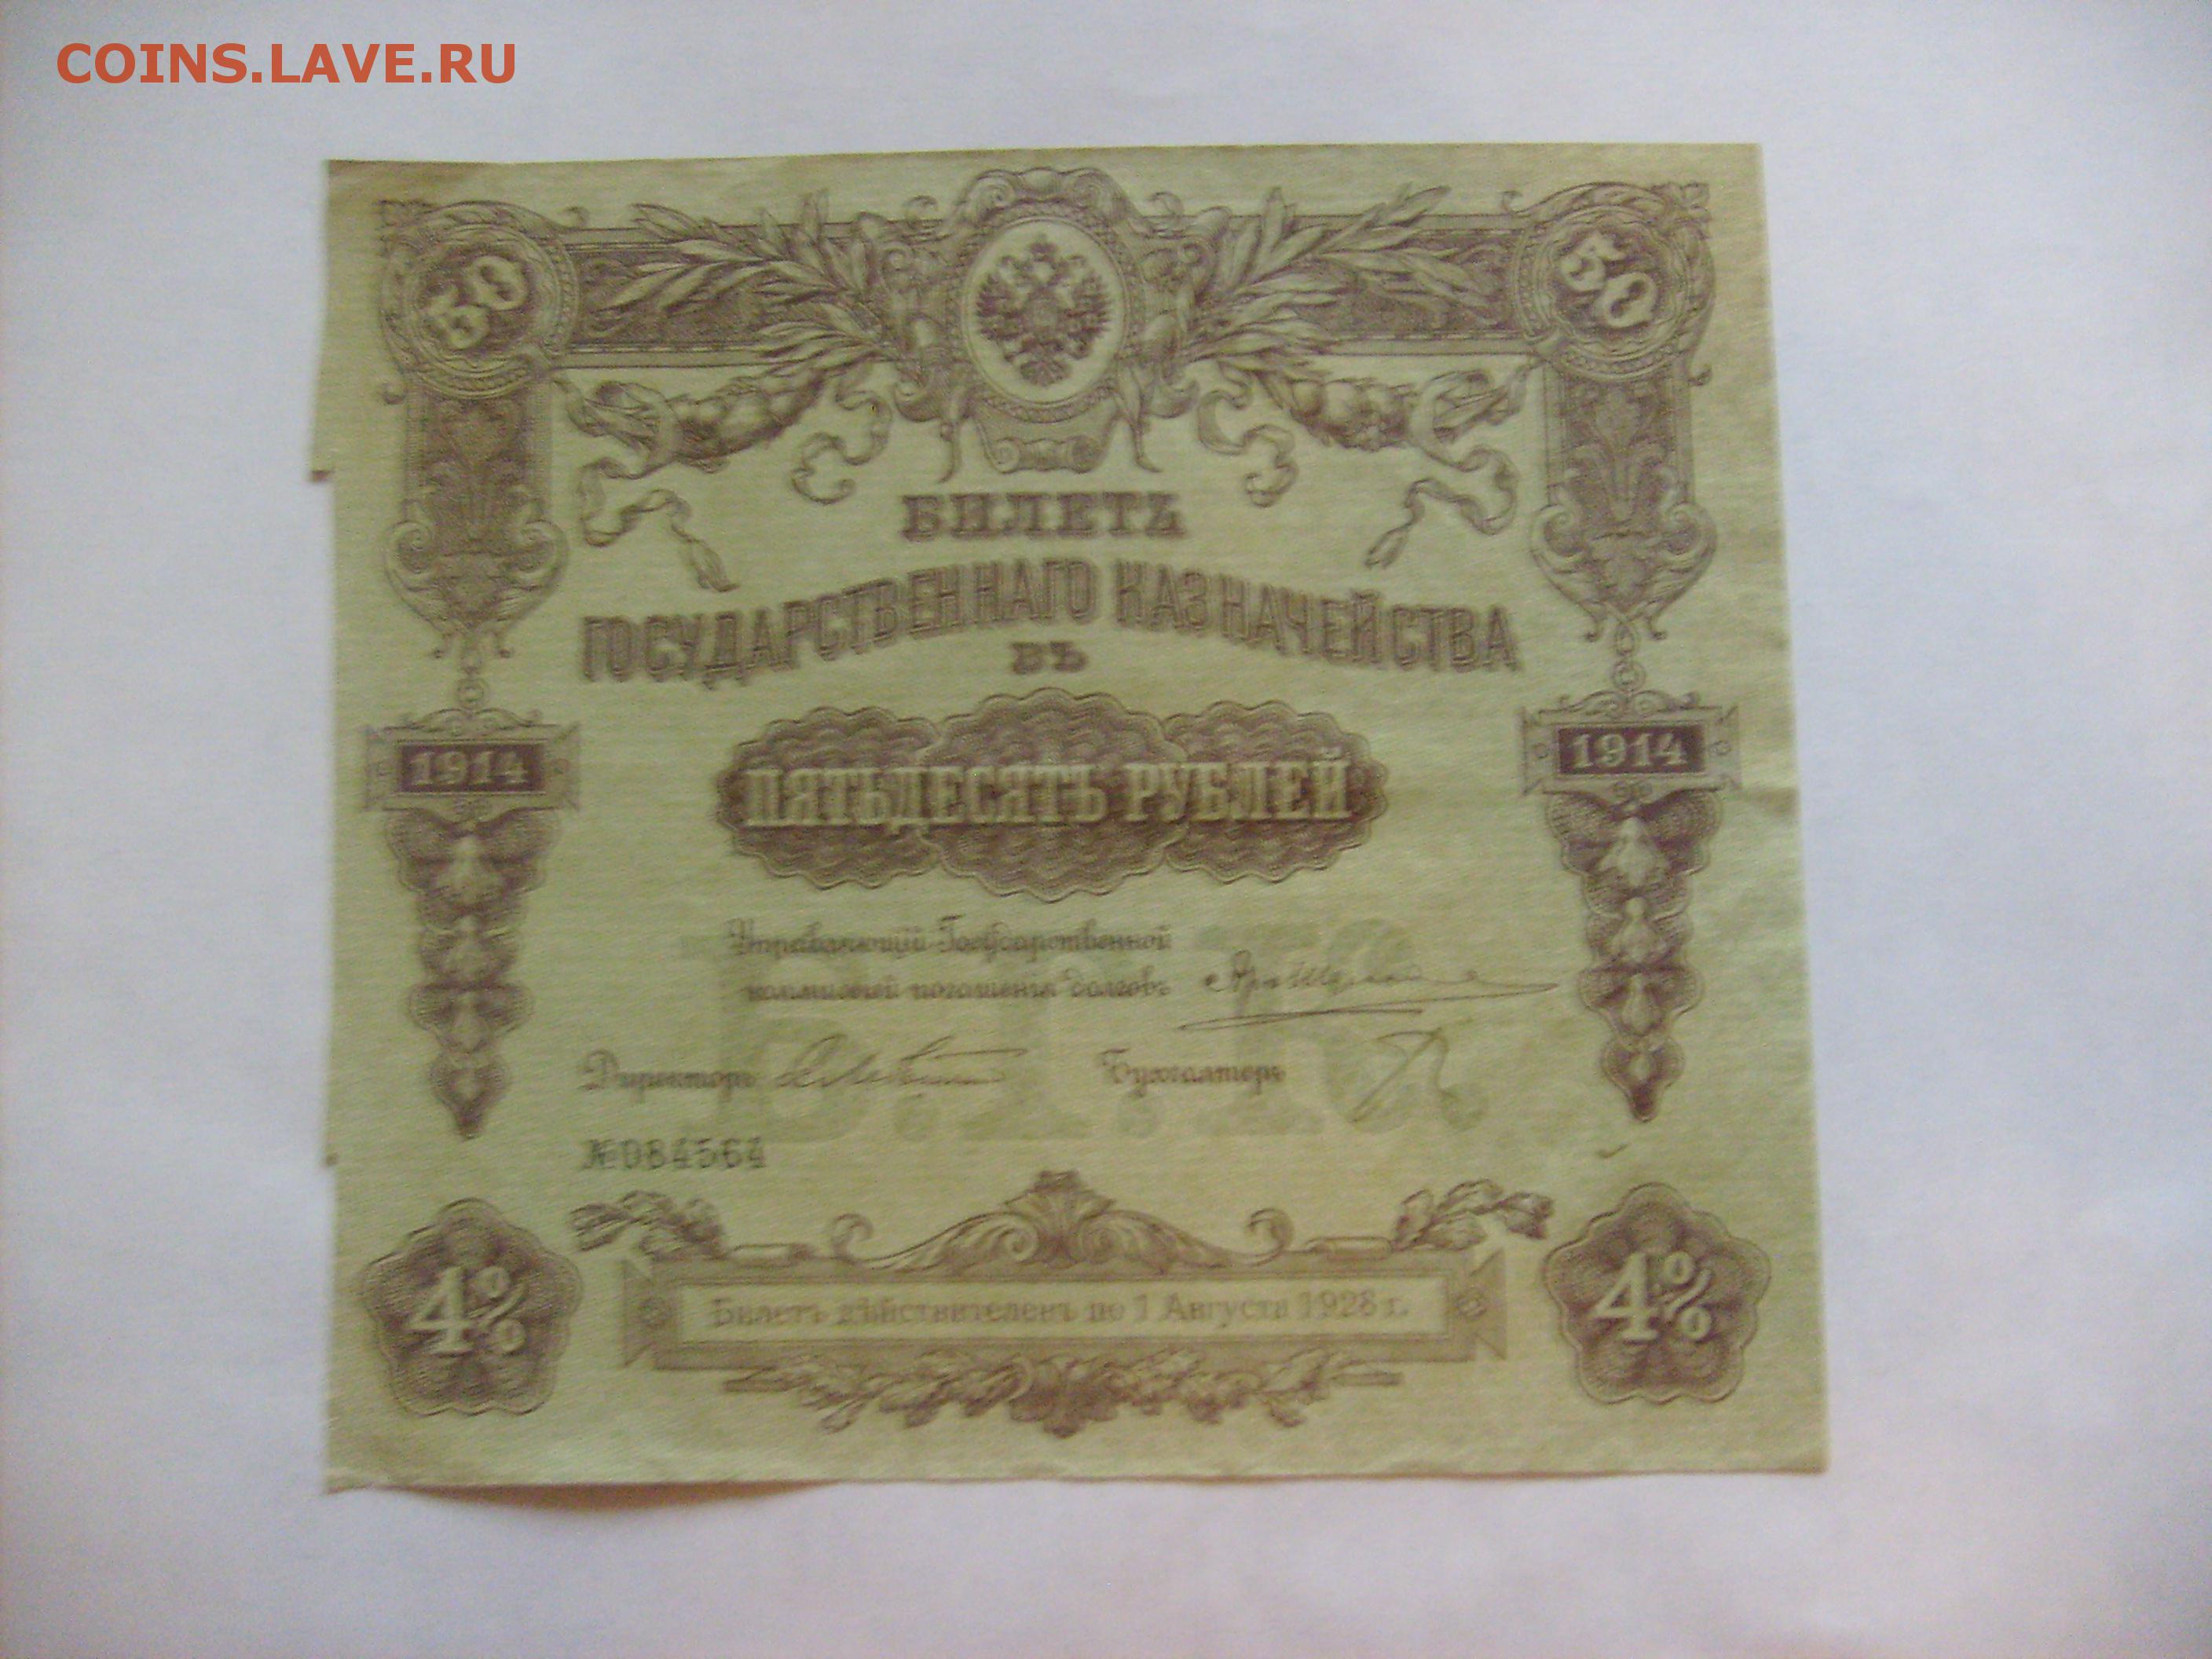 COINS.LAVE.RU
50 50
БИЛЕТЪ
ГОСУДАРСТВЕННАГО КАЗНАЧЕЙСТВА
ВЪ
1914 1914
ПЯТЬДЕСЯТЪ РУБЛЕЙ
Управляющій Государственной
коммисіей погашенія долговъ
Директоръ Бухгалтеръ
№084564
4% 4%
Билетъ дѣйствителенъ по 1 Августа 1928 г.